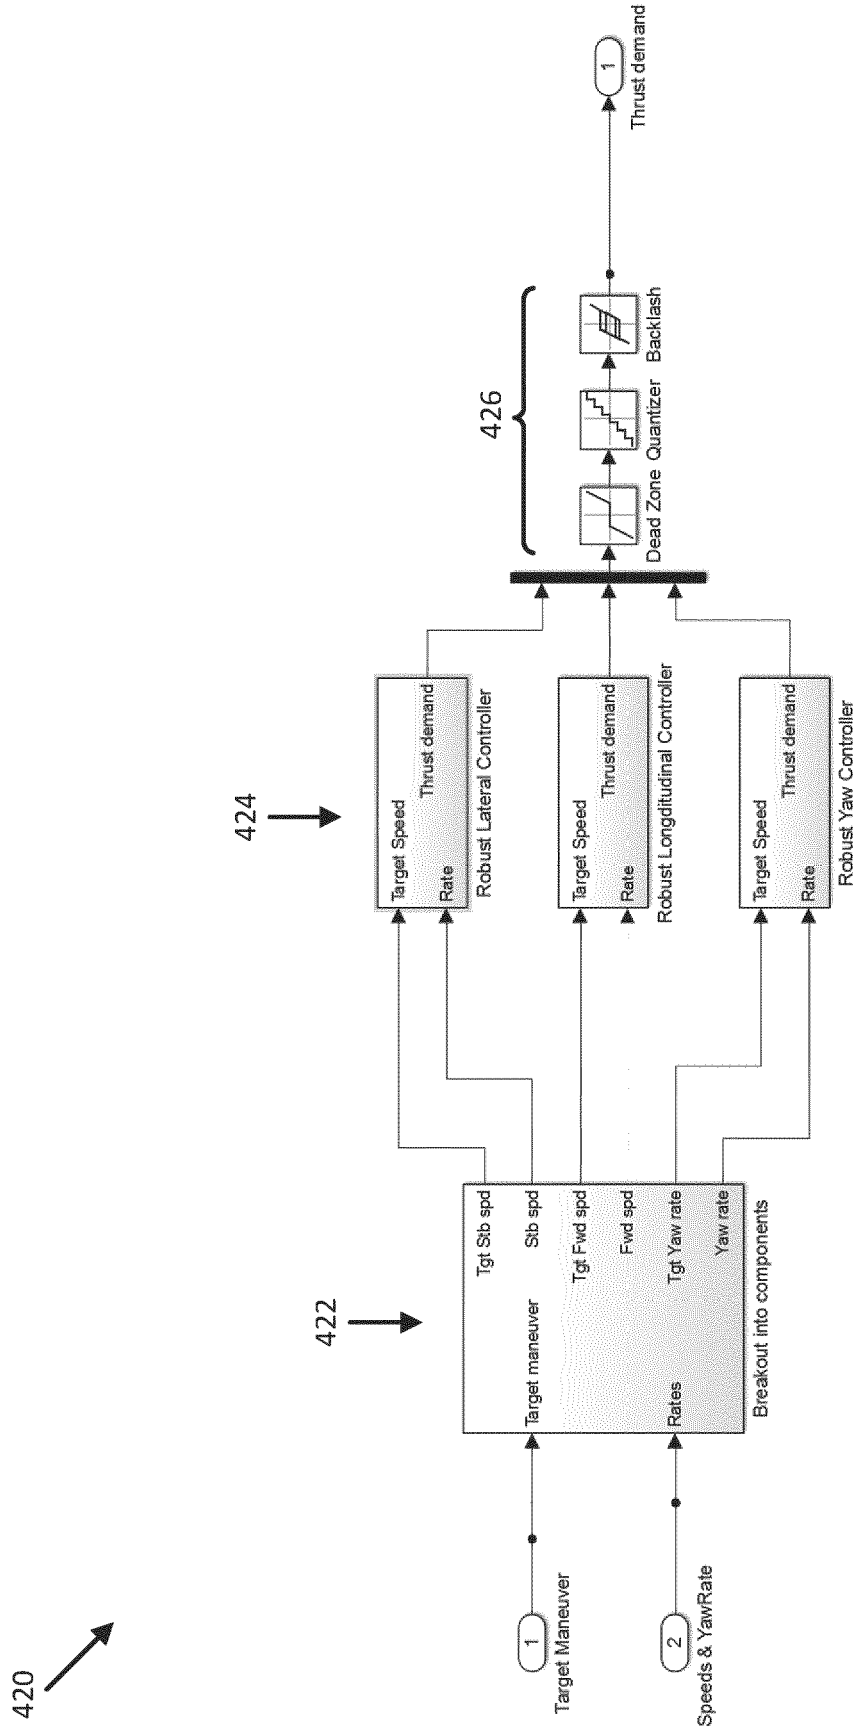 420
422
424
426
1
Target Maneuver
2
Speeds & YawRate
Target maneuver
Rates
Tgt Stb spd
Stb spd
Tgt Fwd spd
Fwd spd
Tgt Yaw rate
Yaw rate
Breakout into components
Target Speed
Rate
Thrust demand
Robust Lateral Controller
Target Speed
Rate
Thrust demand
Robust Longditudinal Controller
Target Speed
Rate
Thrust demand
Robust Yaw Controller
Dead Zone
Quantizer
Backlash
1
Thrust demand